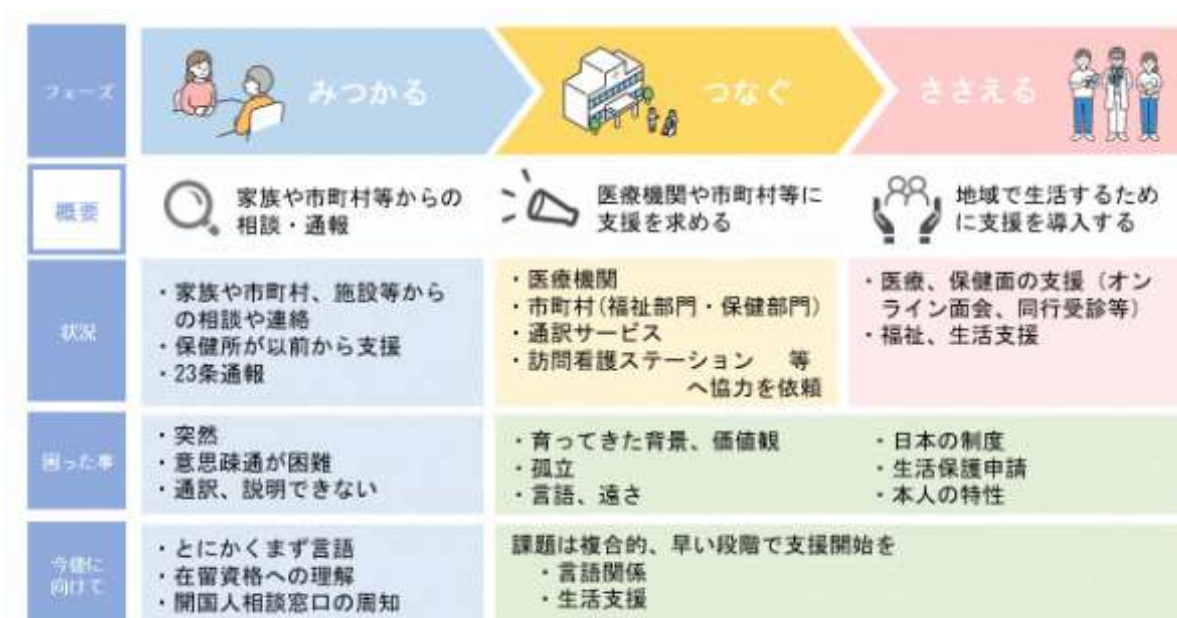 フェーズ
みつかる
つなぐ
ささえる
概要
家族や市町村等からの
相談・通報
医療機関や市町村等に
支援を求める
地域で生活するため
に支援を導入する
状況
・家族や市町村、施設等から
の相談や連絡
・保健所が以前から支援
・23条通報
・医療機関
・市町村(福祉部門・保健部門)
・通訳サービス
・訪問看護ステーション 等
へ協力を依頼
・医療、保健面の支援(オン
ライン面会、同行受診等)
・福祉、生活支援
困った事
・突然
・意思疎通が困難
・通訳、説明できない
・育ってきた背景、価値観
・孤立
・言語、遠さ
・日本の制度
・生活保護申請
・本人の特性
今後に
向けて
・とにかくまず言語
・在留資格への理解
・開国人相談窓口の周知
課題は複合的、早い段階で支援開始を
・言語関係
・生活支援